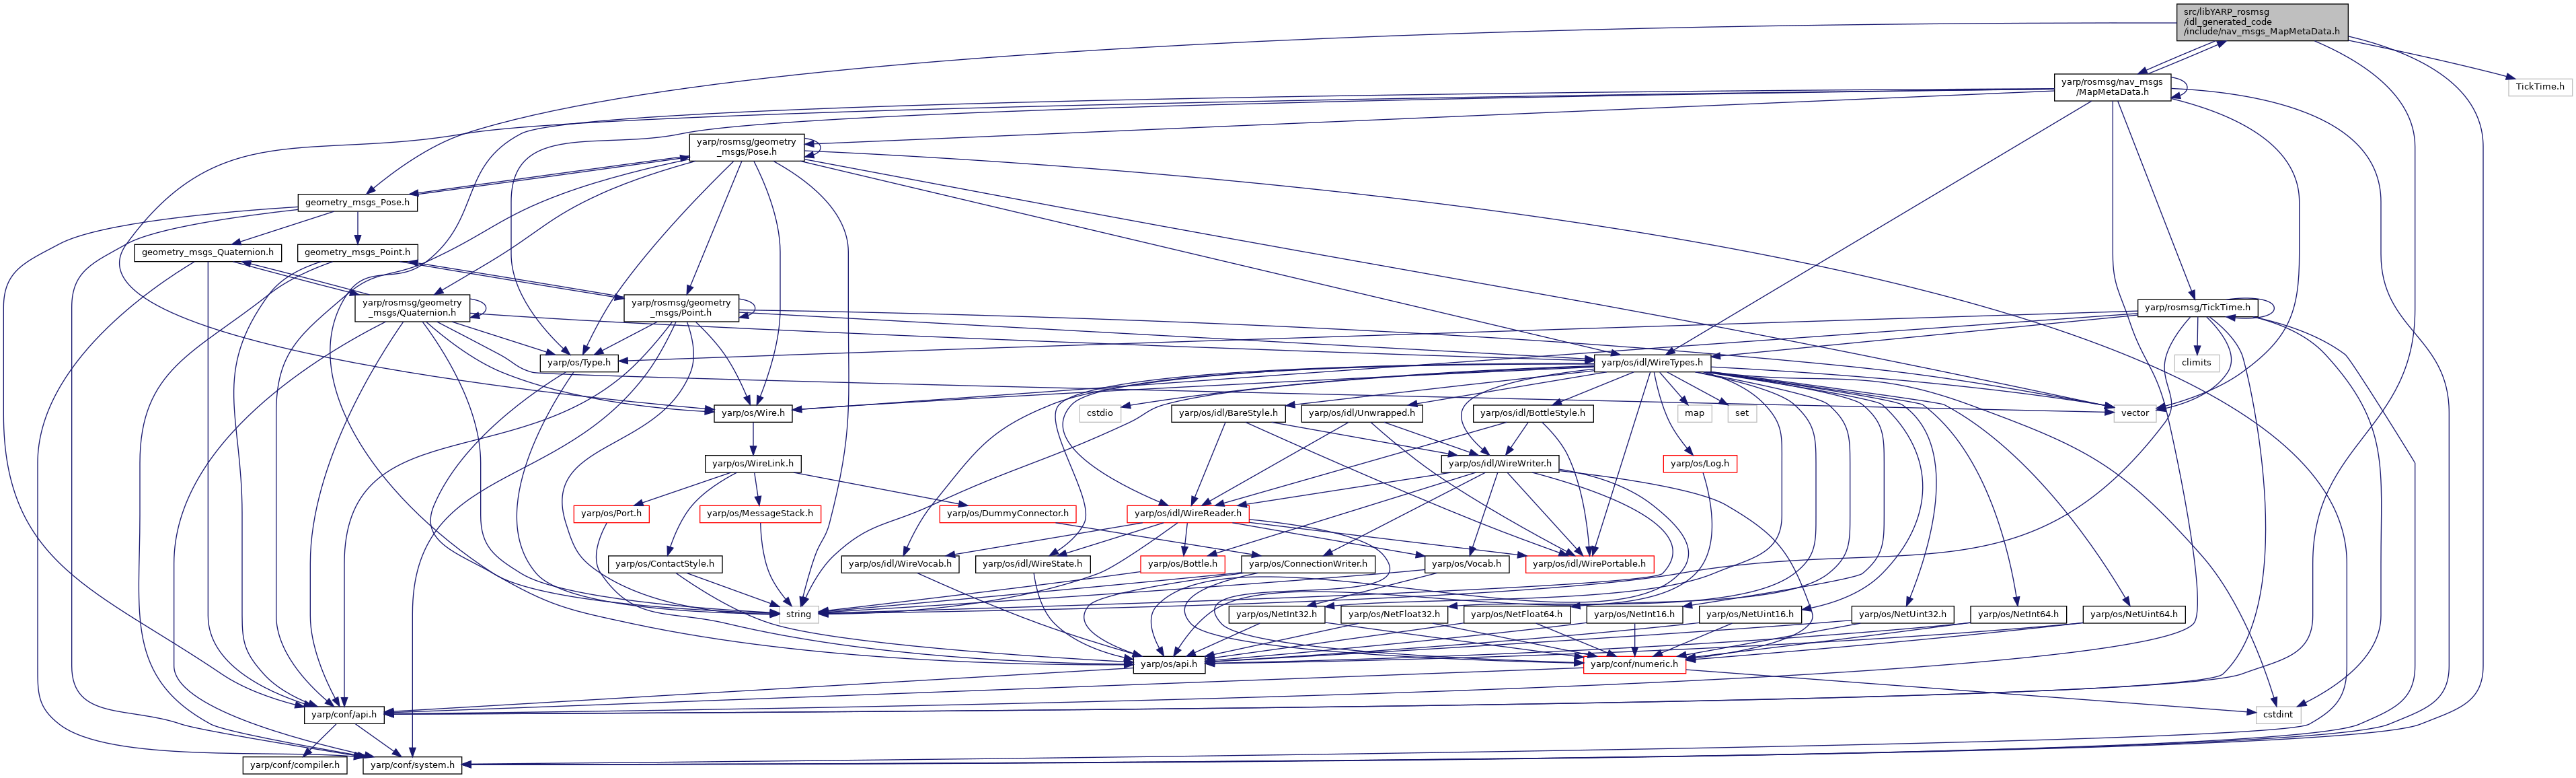 src/libYARP_rosmsg
/idl_generated_code
/include/nav_msgs_MapMetaData.h
yarp/rosmsg/nav_msgs
/MapMetaData.h
TickTime.h
yarp/rosmsg/geometry
_msgs/Pose.h
geometry_msgs_Pose.h
geometry_msgs_Quaternion.h
geometry_msgs_Point.h
yarp/rosmsg/geometry
_msgs/Quaternion.h
yarp/rosmsg/geometry
_msgs/Point.h
yarp/rosmsg/TickTime.h
yarp/os/Type.h
yarp/os/idl/WireTypes.h
climits
yarp/os/Wire.h
cstdio
yarp/os/idl/BareStyle.h
yarp/os/idl/Unwrapped.h
yarp/os/idl/BottleStyle.h
map
set
vector
yarp/os/WireLink.h
yarp/os/idl/WireWriter.h
yarp/os/Log.h
yarp/os/Port.h
yarp/os/MessageStack.h
yarp/os/DummyConnector.h
yarp/os/idl/WireReader.h
yarp/os/ContactStyle.h
yarp/os/idl/WireVocab.h
yarp/os/idl/WireState.h
yarp/os/Bottle.h
yarp/os/ConnectionWriter.h
yarp/os/Vocab.h
yarp/os/idl/WirePortable.h
string
yarp/os/NetInt32.h
yarp/os/NetFloat32.h
yarp/os/NetFloat64.h
yarp/os/NetInt16.h
yarp/os/NetUint16.h
yarp/os/NetUint32.h
yarp/os/NetInt64.h
yarp/os/NetUint64.h
yarp/os/api.h
yarp/conf/numeric.h
yarp/conf/api.h
cstdint
yarp/conf/compiler.h
yarp/conf/system.h